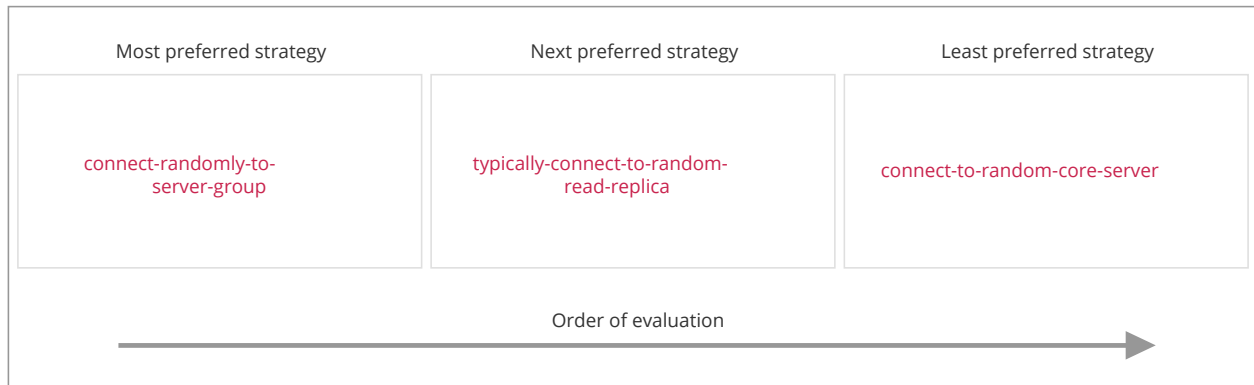 Most preferred strategy
Next preferred strategy
Least preferred strategy
connect-randomly-to-
server-group
typically-connect-to-random-
read-replica
connect-to-random-core-server
Order of evaluation